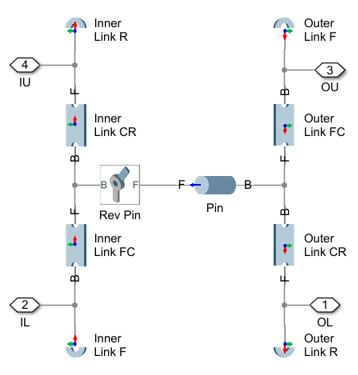 Inner
Link R
Outer
Link F
4
IU
3
OU
F
B
Inner
Link CR
Outer
Link FC
B
F
B F
F
B
Rev Pin
Pin
F
B
Inner
Link FC
Outer
Link CR
B
F
2
IL
1
OL
Inner
Link F
Outer
Link R